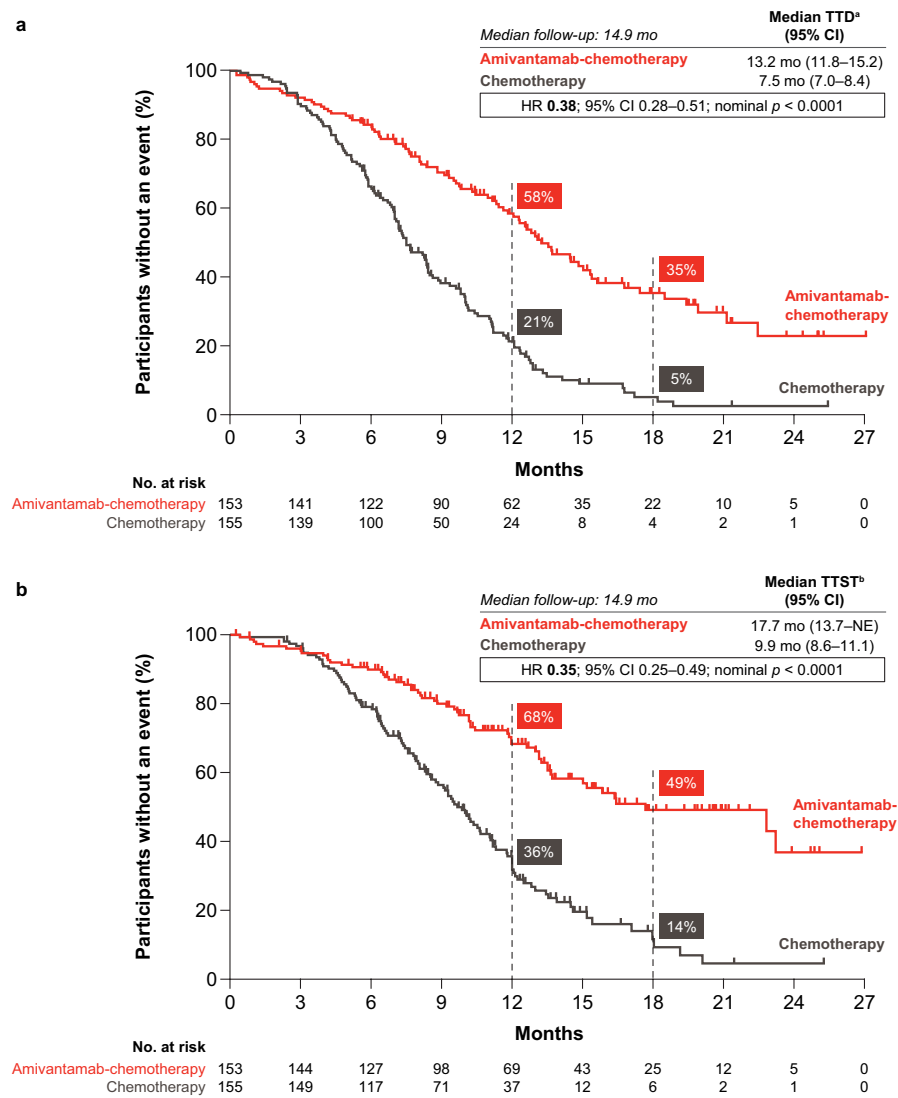 a
Median TTDᵃ
Median follow-up: 14.9 mo (95% CI)
Amivantamab-chemotherapy 13.2 mo (11.8–15.2)
Chemotherapy 7.5 mo (7.0–8.4)
HR 0.38; 95% CI 0.28–0.51; nominal p < 0.0001
Participants without an event (%)
100
80
60
40
20
0
58%
35%
21%
5%
Amivantamab-
chemotherapy
Chemotherapy
0 3 6 9 12 15 18 21 24 27
Months
No. at risk
Amivantamab-chemotherapy 153 141 122 90 62 35 22 10 5 0
Chemotherapy 155 139 100 50 24 8 4 2 1 0
b
Median TTSTᵇ
Median follow-up: 14.9 mo (95% CI)
Amivantamab-chemotherapy 17.7 mo (13.7–NE)
Chemotherapy 9.9 mo (8.6–11.1)
HR 0.35; 95% CI 0.25–0.49; nominal p < 0.0001
Participants without an event (%)
100
80
60
40
20
0
68%
49%
36%
14%
Amivantamab-
chemotherapy
Chemotherapy
0 3 6 9 12 15 18 21 24 27
Months
No. at risk
Amivantamab-chemotherapy 153 144 127 98 69 43 25 12 5 0
Chemotherapy 155 149 117 71 37 12 6 2 1 0